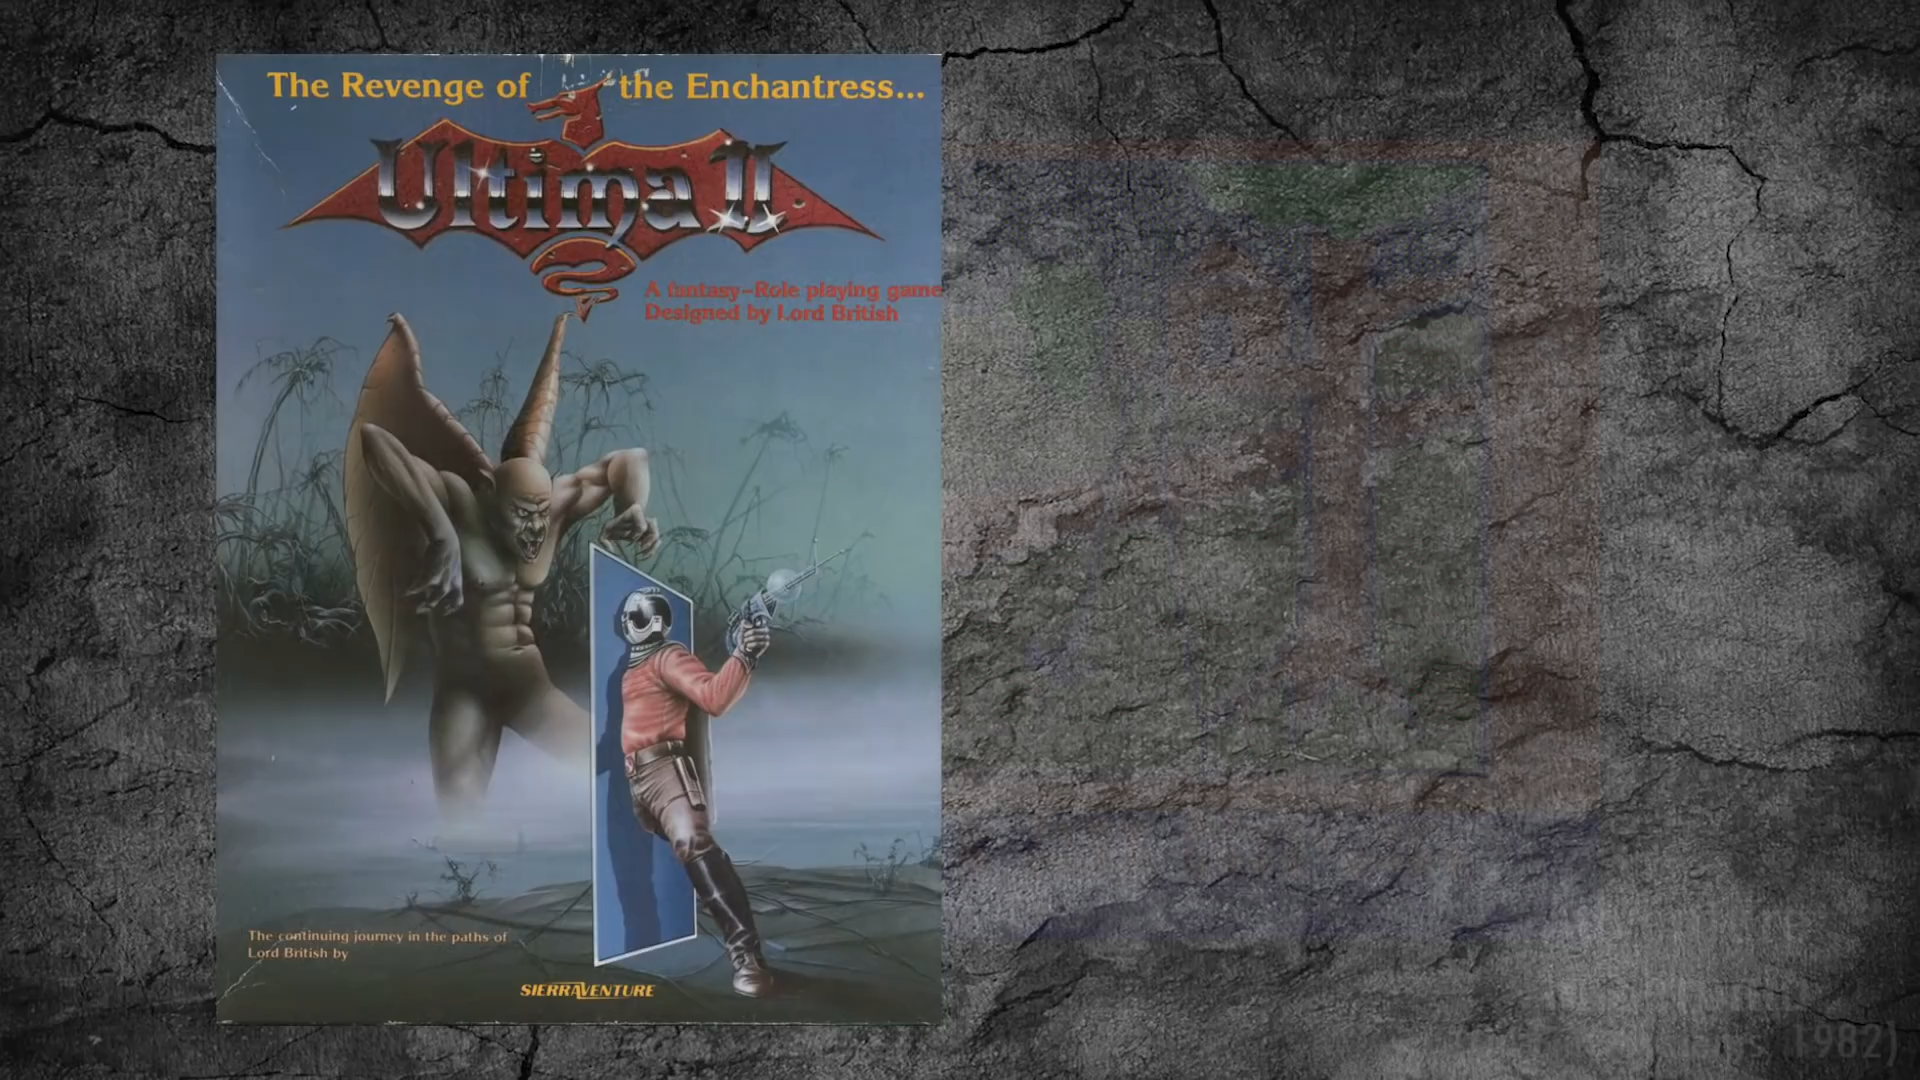 The Revenge of the Enchantress...
Ultima II
A fantasy-Role playing game
Designed by Lord British
The continuing journey in the paths of
Lord British by
SIERRAVENTURE
1982)